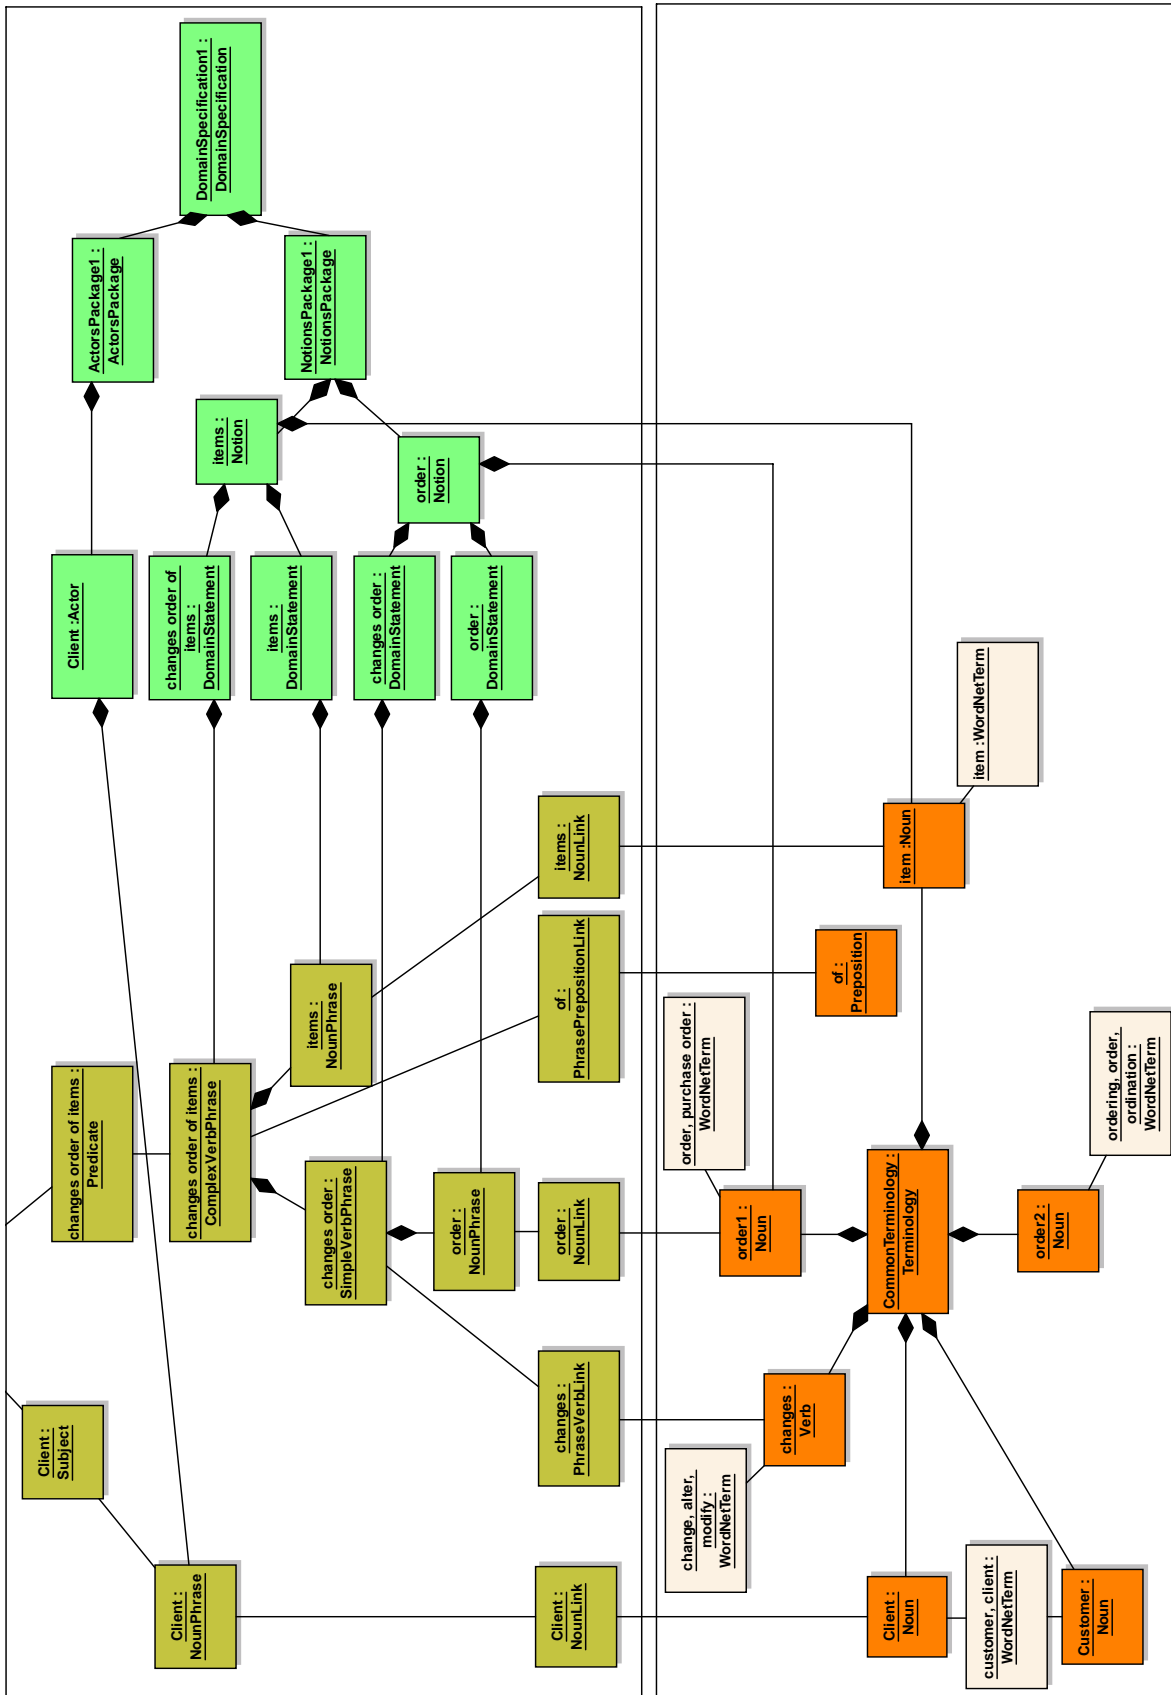 Client :
Subject
changes order of items :
Predicate
Client :
NounPhrase
changes order of items :
ComplexVerbPhrase
Client :Actor
ActorsPackage1 :
ActorsPackage
DomainSpecification1 :
DomainSpecification
changes order of
items :
DomainStatement
items :
Notion
items :
DomainStatement
NotionsPackage1 :
NotionsPackage
items :
NounPhrase
changes order :
SimpleVerbPhrase
changes order :
DomainStatement
order :
Notion
order :
NounPhrase
order :
DomainStatement
Client :
NounLink
changes :
PhraseVerbLink
order :
NounLink
of :
PhrasePrepositionLink
items :
NounLink
change, alter,
modify :
WordNetTerm
order, purchase order :
WordNetTerm
changes :
Verb
order1 :
Noun
of :
Preposition
Client :
Noun
CommonTerminology :
Terminology
item :Noun
customer, client :
WordNetTerm
item :WordNetTerm
Customer :
Noun
order2 :
Noun
ordering, order,
ordination :
WordNetTerm